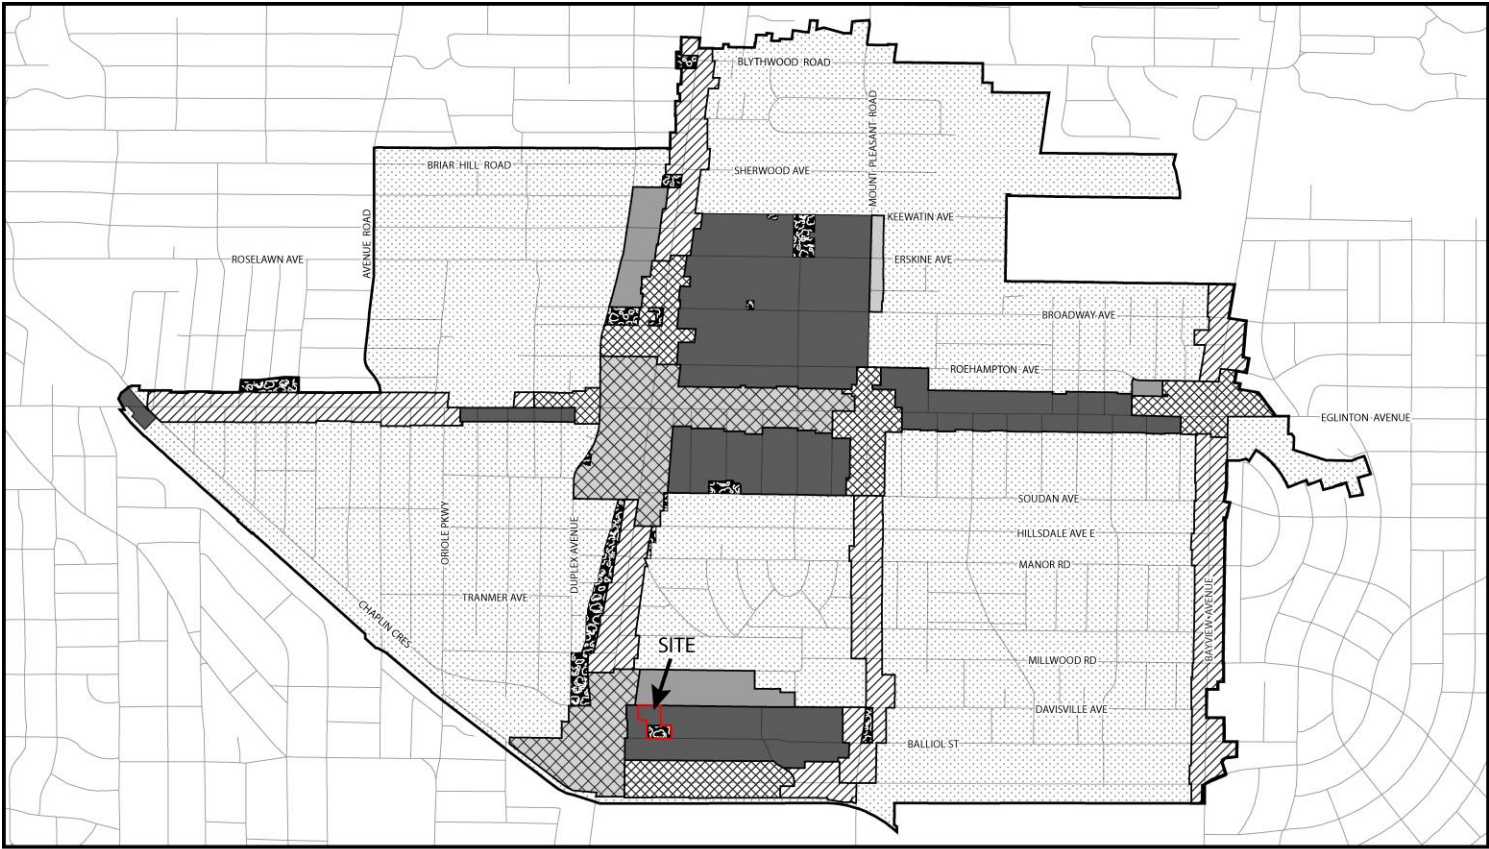 BLYTHWOOD ROAD
MOUNT PLEASANT ROAD
BRIAR HILL ROAD
SHERWOOD AVE
AVENUE ROAD
KEEWATIN AVE
ROSELAWN AVE
ERSKINE AVE
BROADWAY AVE
ROEHAMPTON AVE
EGLINTON AVENUE
ORIOLE PKWY
DUPLEX AVENUE
SOUDAN AVE
HILLSDALE AVE E
MANOR RD
TRANMER AVE
BAYVIEW AVENUE
CHAPLIN CRES
SITE
MILLWOOD RD
DAVISVILLE AVE
BALLIOL ST